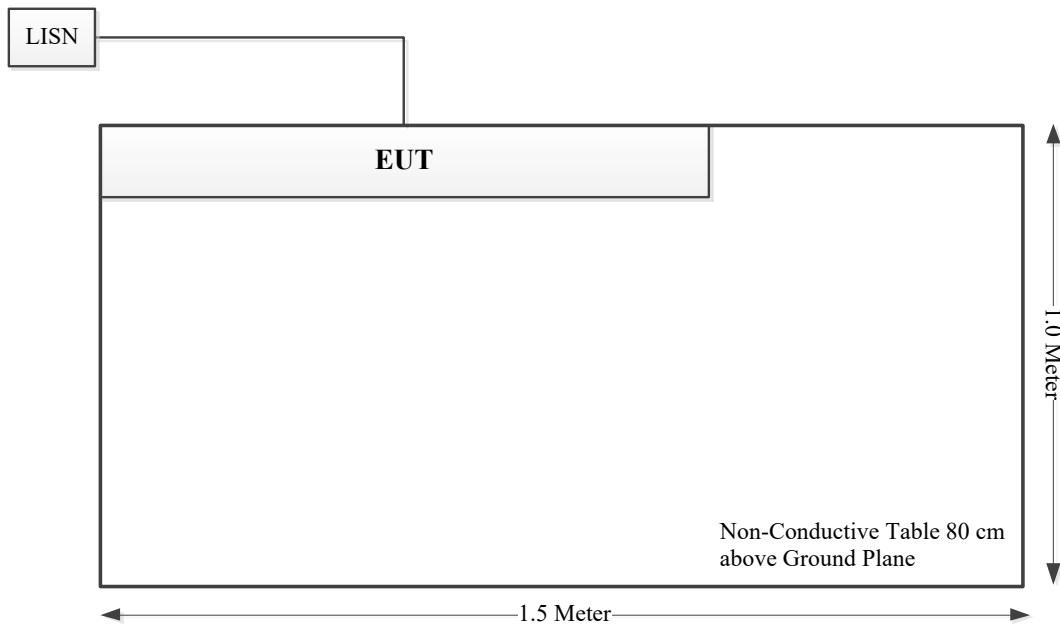 LISN
EUT
1.0 Meter
Non-Conductive Table 80 cm
above Ground Plane
1.5 Meter